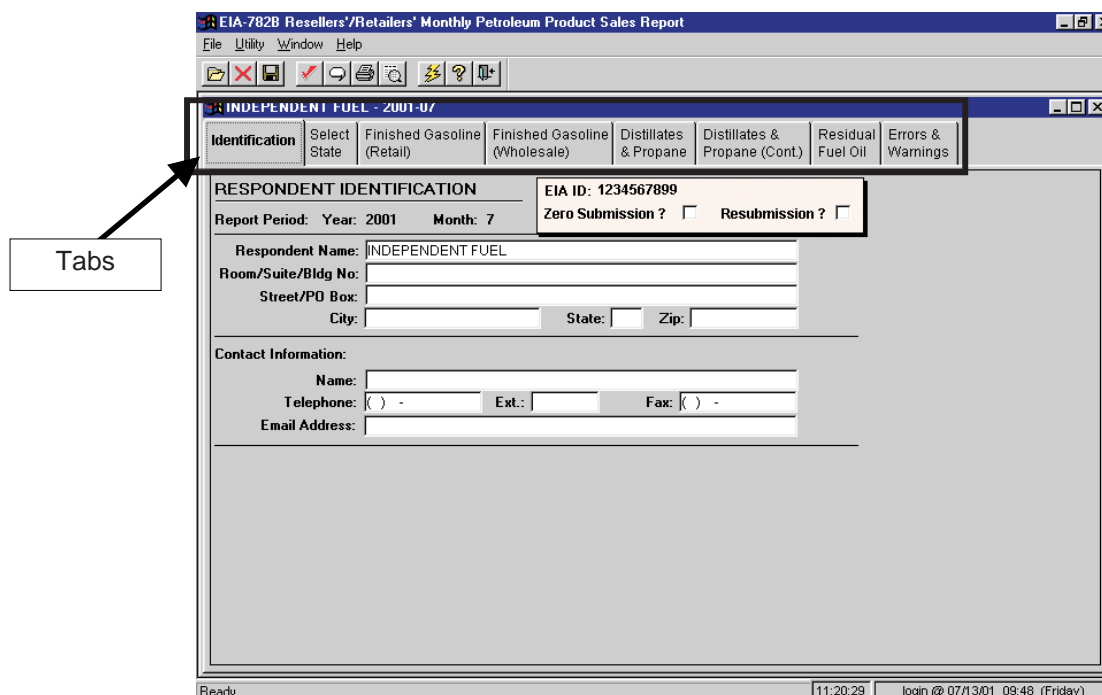 EIA-782B Resellers'/Retailers' Monthly Petroleum Product Sales Report
File Utility Window Help
INDEPENDENT FUEL - 2001-07
Identification
Select State
Finished Gasoline (Retail)
Finished Gasoline (Wholesale)
Distillates & Propane
Distillates & Propane (Cont.)
Residual Fuel Oil
Errors & Warnings
Tabs
RESPONDENT IDENTIFICATION
EIA ID: 1234567899
Report Period: Year: 2001 Month: 7
Zero Submission ? Resubmission ?
Respondent Name: INDEPENDENT FUEL
Room/Suite/Bldg No:
Street/PO Box:
City: State: Zip:
Contact Information:
Name:
Telephone: ( ) - Ext.: Fax: ( ) -
Email Address:
Ready 11:20:29 login @ 07/13/01 09:48 (Friday)